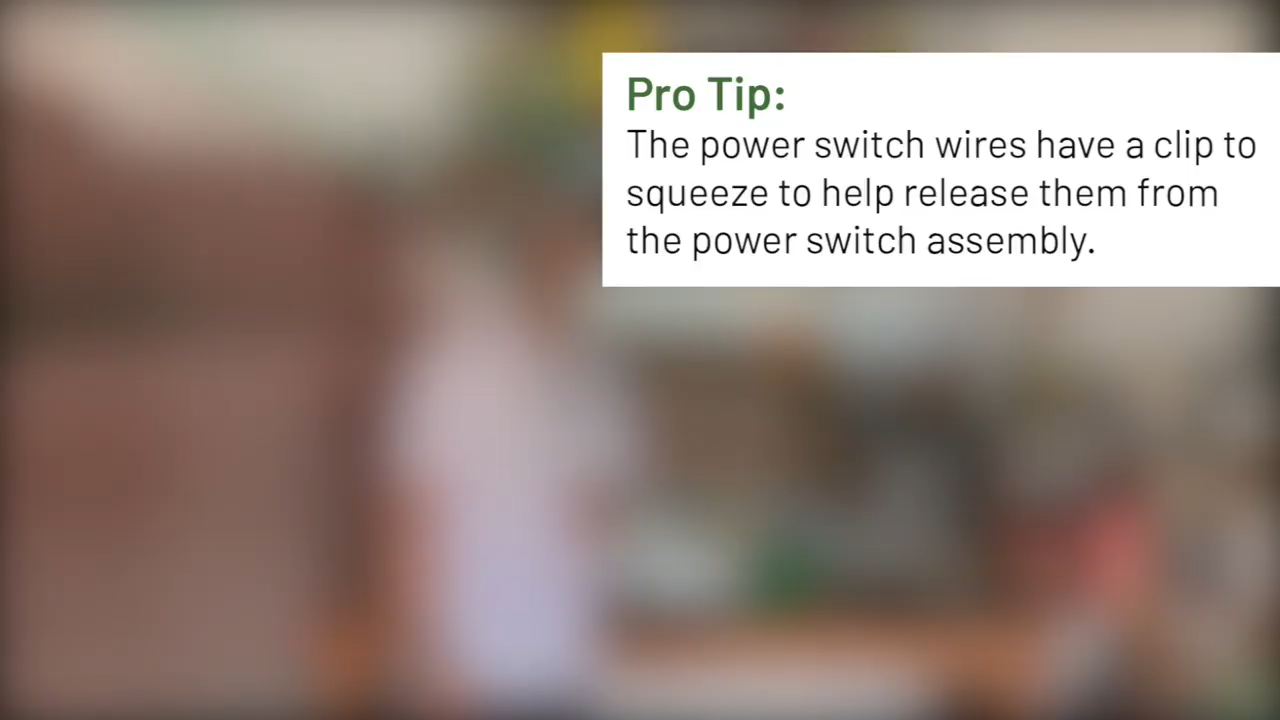 Pro Tip:
The power switch wires have a clip to
squeeze to help release them from
the power switch assembly.